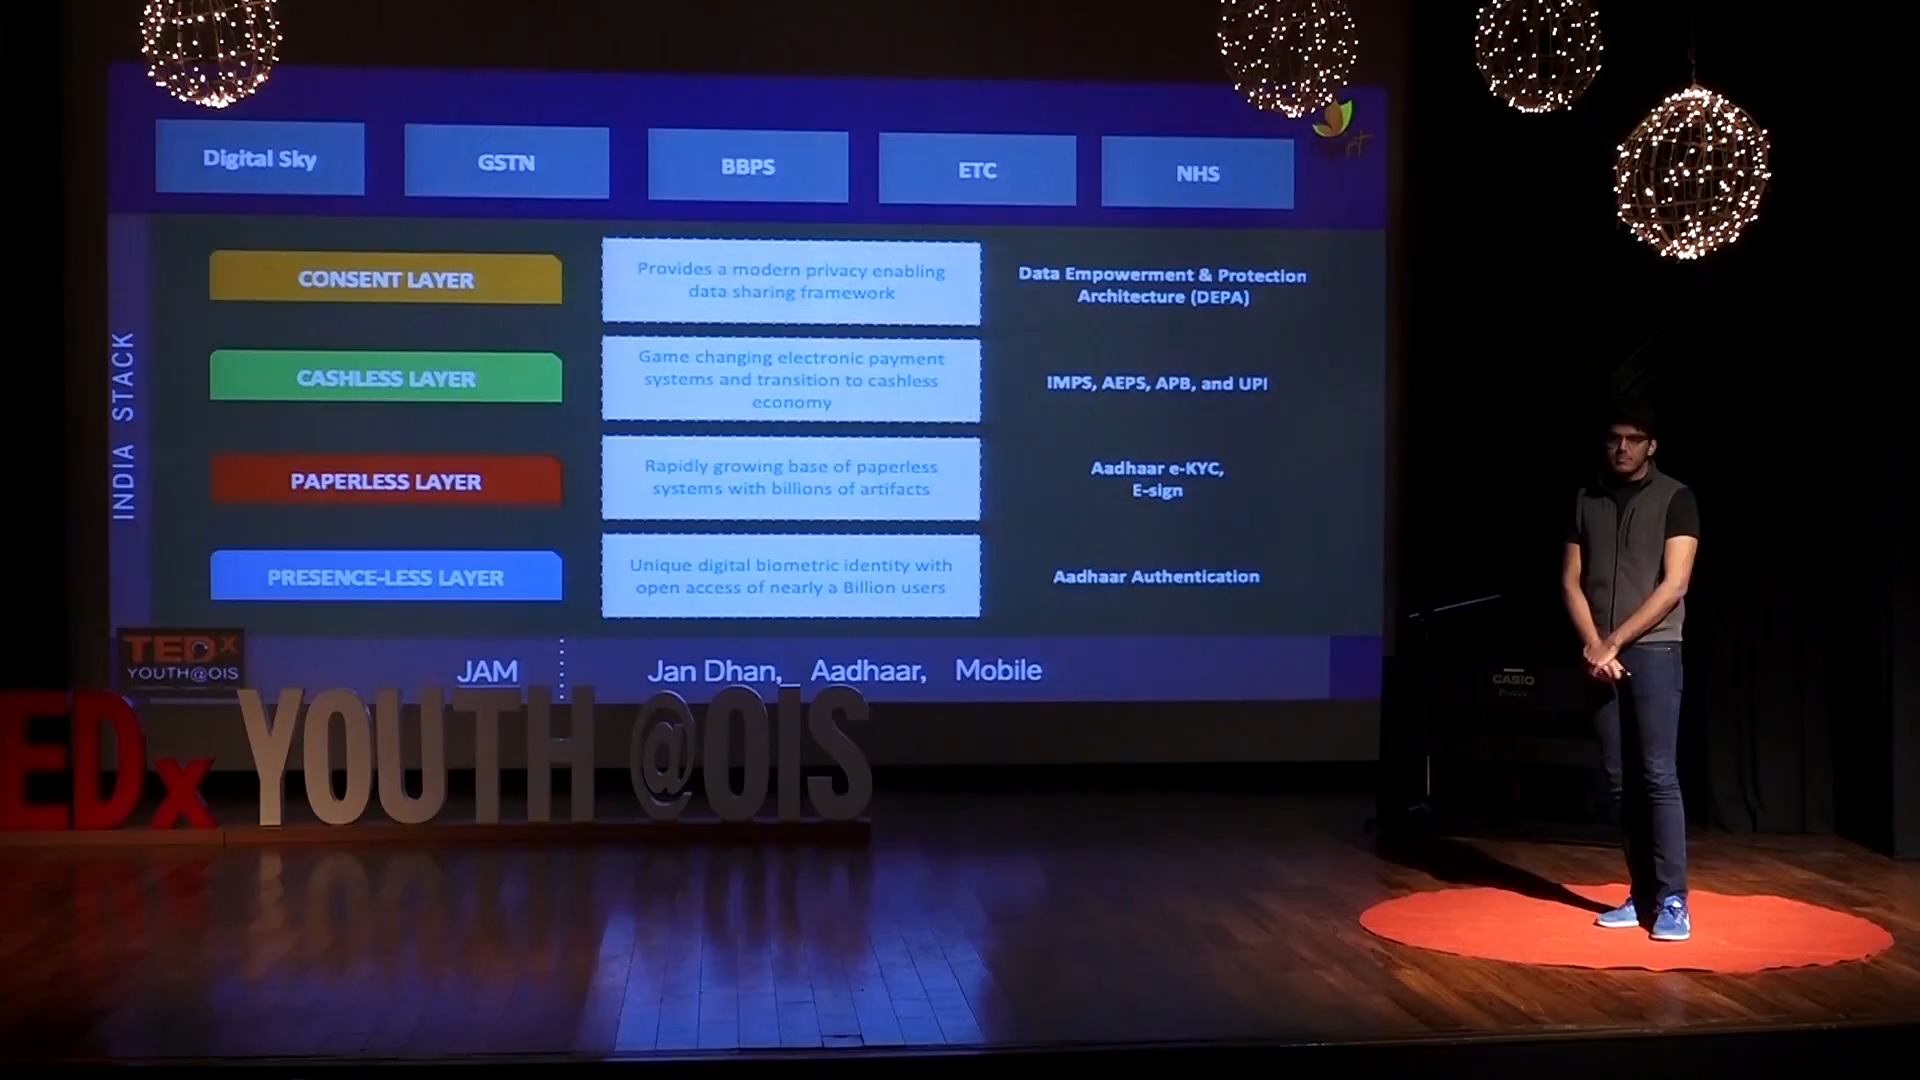 Digital Sky
GSTN
BBPS
ETC
NHS
INDIA STACK
CONSENT LAYER
Provides a modern privacy enabling
data sharing framework
Data Empowerment & Protection
Architecture (DEPA)
CASHLESS LAYER
Game changing electronic payment
systems and transition to cashless
economy
IMPS, AEPS, APB, and UPI
PAPERLESS LAYER
Rapidly growing base of paperless
systems with billions of artifacts
Aadhaar e-KYC,
E-sign
PRESENCE-LESS LAYER
Unique digital biometric identity with
open access of nearly a Billion users
Aadhaar Authentication
JAM
Jan Dhan,_ Aadhaar, Mobile
TEDx
YOUTH@OIS
EDx YOUTH @OIS
CASIO